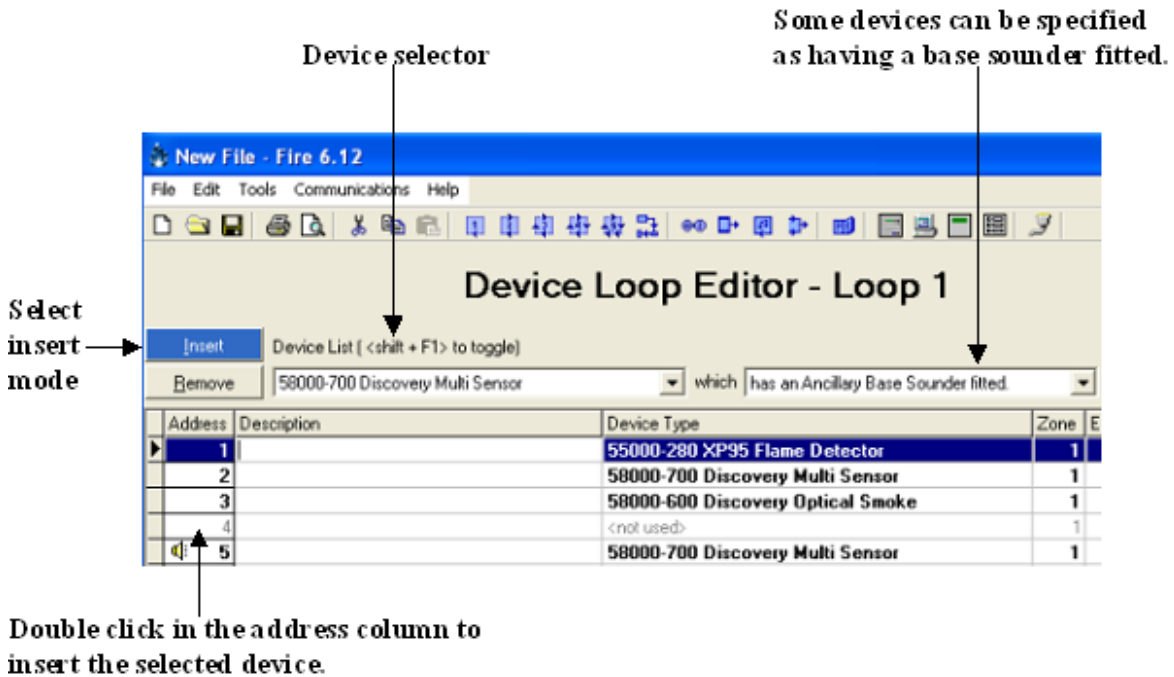 Some devices can be specified
as having a base sounder fitted.
Device selector
New File - Fire 6.12
File Edit Tools Communications Help
Device Loop Editor - Loop 1
Select
insert
mode
Insert Device List ( <shift + F1> to toggle)
Remove 58000-700 Discovery Multi Sensor which has an Ancillary Base Sounder fitted.
Address Description Device Type Zone E
1 55000-280 XP95 Flame Detector 1
2 58000-700 Discovery Multi Sensor 1
3 58000-600 Discovery Optical Smoke 1
4 <not used> 1
5 58000-700 Discovery Multi Sensor 1
Double click in the address column to
insert the selected device.